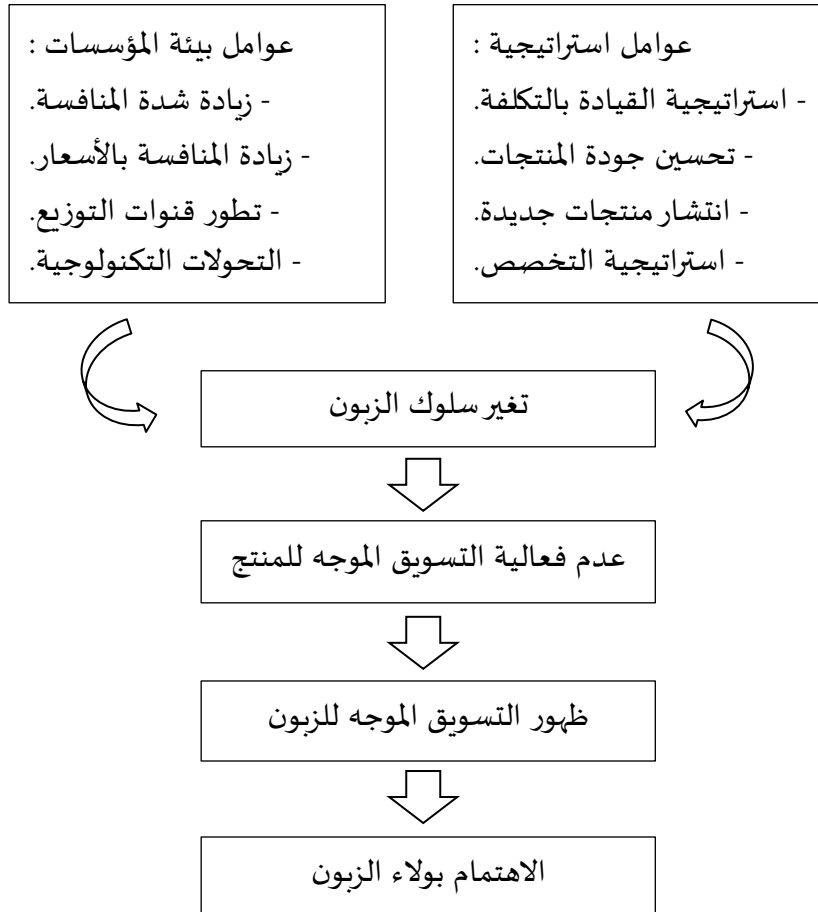 عوامل استراتيجية :
- استراتيجية القيادة بالتكلفة.
- تحسين جودة المنتجات.
- انتشار منتجات جديدة.
- استراتيجية التخصص.
عوامل بيئة المؤسسات :
- زيادة شدة المنافسة.
- زيادة المنافسة بالأسعار.
- تطور قنوات التوزيع.
- التحولات التكنولوجية.
تغير سلوك الزبون
عدم فعالية التسويق الموجه للمنتج
ظهور التسويق الموجه للزبون
الاهتمام بولاء الزبون